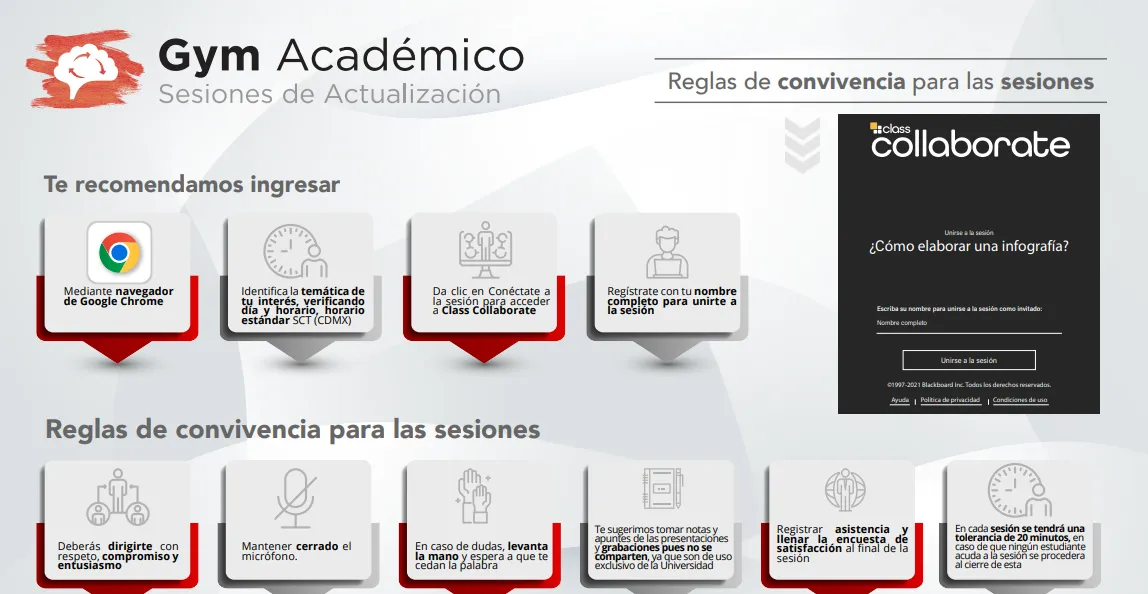 Gym Académico
Sesiones de Actualización
Reglas de convivencia para las sesiones
class
collaborate
Unirse a la sesión
¿Cómo elaborar una infografía?
Escriba su nombre para unirse a la sesión como invitado:
Nombre completo
Unirse a la sesión
©1997-2021 Blackboard Inc. Todos los derechos reservados.
Ayuda | Política de privacidad | Condiciones de uso
Te recomendamos ingresar
Mediante navegador
de Google Chrome
Identifica la temática de
tu interés, verificando
día y horario, horario
estándar SCT (CDMX)
Da clic en Conéctate a
la sesión para acceder
a Class Collaborate
Regístrate con tu nombre
completo para unirte a
la sesión
Reglas de convivencia para las sesiones
Deberás dirigirte con
respeto, compromiso y
entusiasmo
Mantener cerrado el
micrófono.
En caso de dudas, levanta
la mano y espera a que te
cedan la palabra
Te sugerimos tomar notas y
apuntes de las presentaciones
y grabaciones pues no se
comparten, ya que son de uso
exclusivo de la Universidad
Registrar asistencia y
llenar la encuesta de
satisfacción al final de la
sesión
En cada sesión se tendrá una
tolerancia de 20 minutos, en
caso de que ningún estudiante
acuda a la sesión se procedera
al cierre de esta